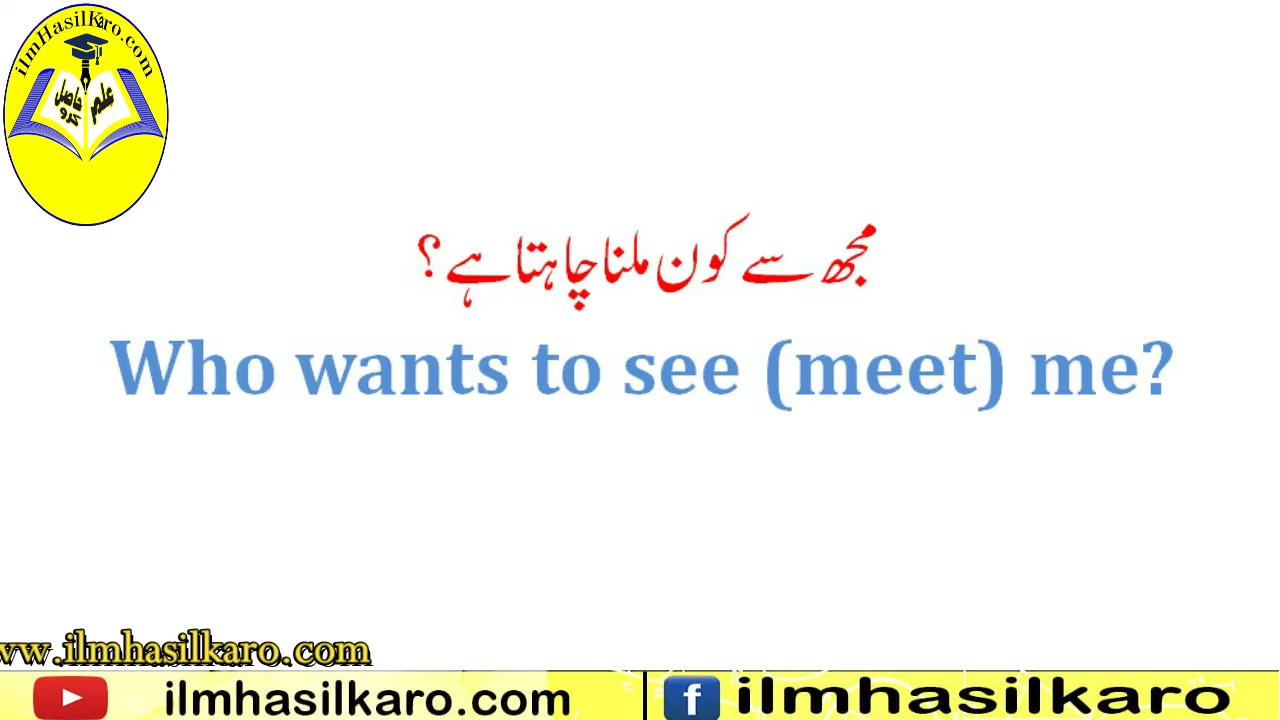 ilmHasilKaro.com
علم حاصل کرو
مجھ سے کون ملنا چاہتا ہے؟
Who wants to see (meet) me?
ww.ilmhasilkaro.com
ilmhasilkaro.com
f ilmhasilkaro